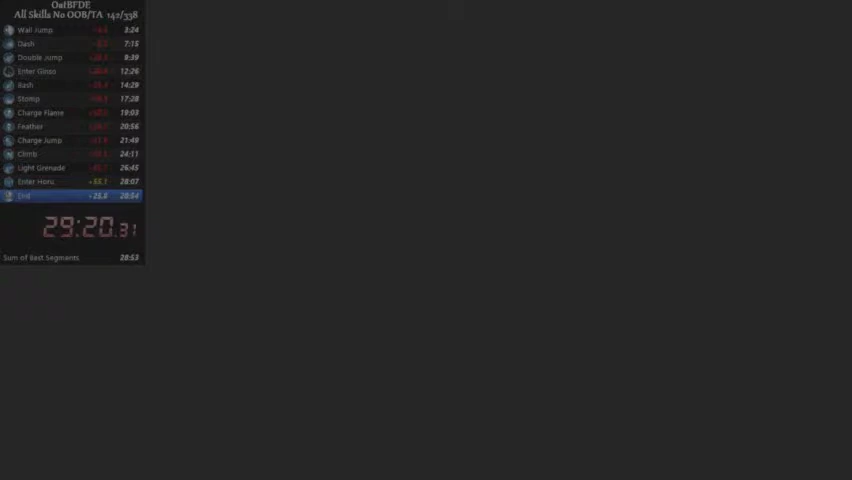 OatBFDE
All Skills No OOB/TA 142/338
Wall Jump 3:24
Dash 7:15
Double Jump 9:39
Enter Ginso 12:26
Bash 14:29
Stomp 17:28
Charge Flame 19:03
Feather 20:56
Charge Jump 21:49
Climb 24:11
Light Grenade 26:45
Enter Horu 28:07
End 28:54
29:20.31
Sum of Best Segments 28:53